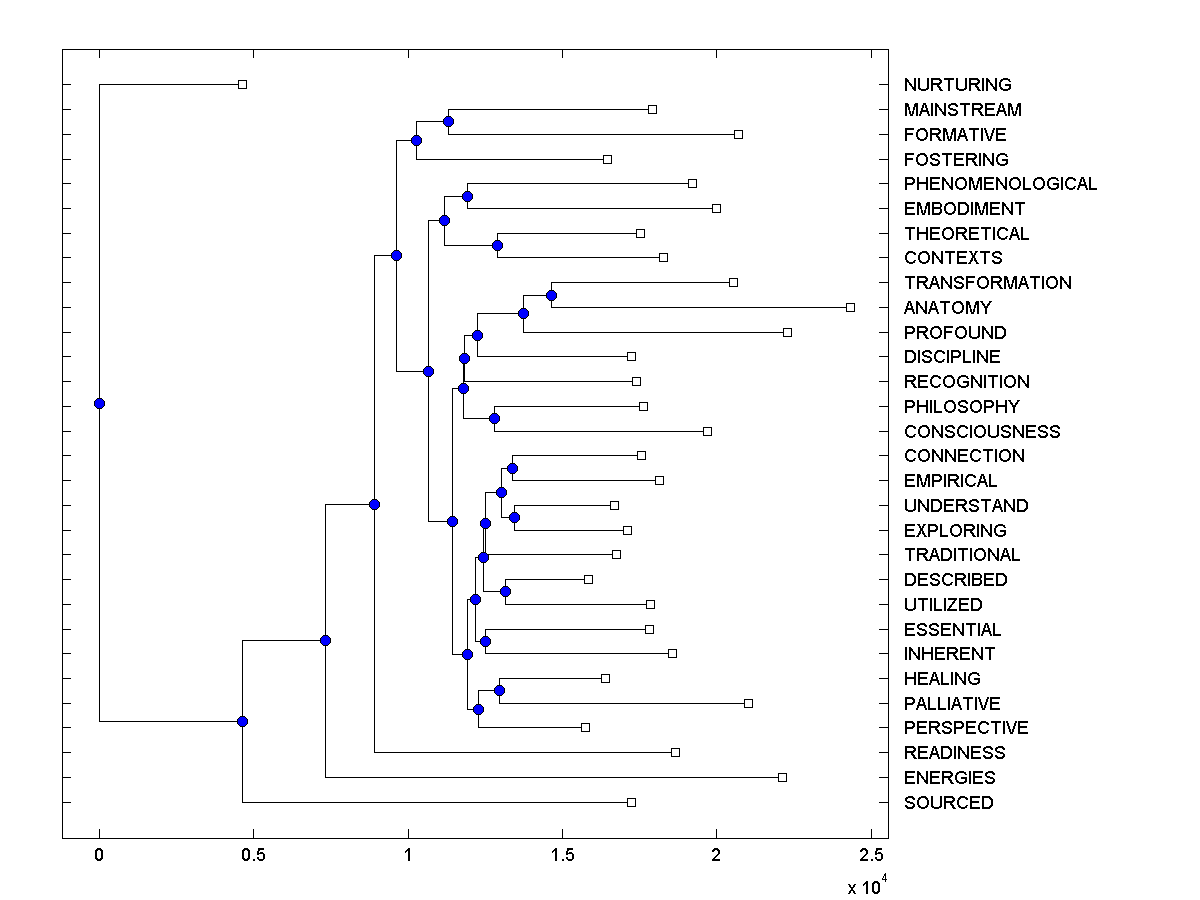 NURTURING
MAINSTREAM
FORMATIVE
FOSTERING
PHENOMENOLOGICAL
EMBODIMENT
THEORETICAL
CONTEXTS
TRANSFORMATION
ANATOMY
PROFOUND
DISCIPLINE
RECOGNITION
PHILOSOPHY
CONSCIOUSNESS
CONNECTION
EMPIRICAL
UNDERSTAND
EXPLORING
TRADITIONAL
DESCRIBED
UTILIZED
ESSENTIAL
INHERENT
HEALING
PALLIATIVE
PERSPECTIVE
READINESS
ENERGIES
SOURCED
0 0.5 1 1.5 2 2.5
x 10^4